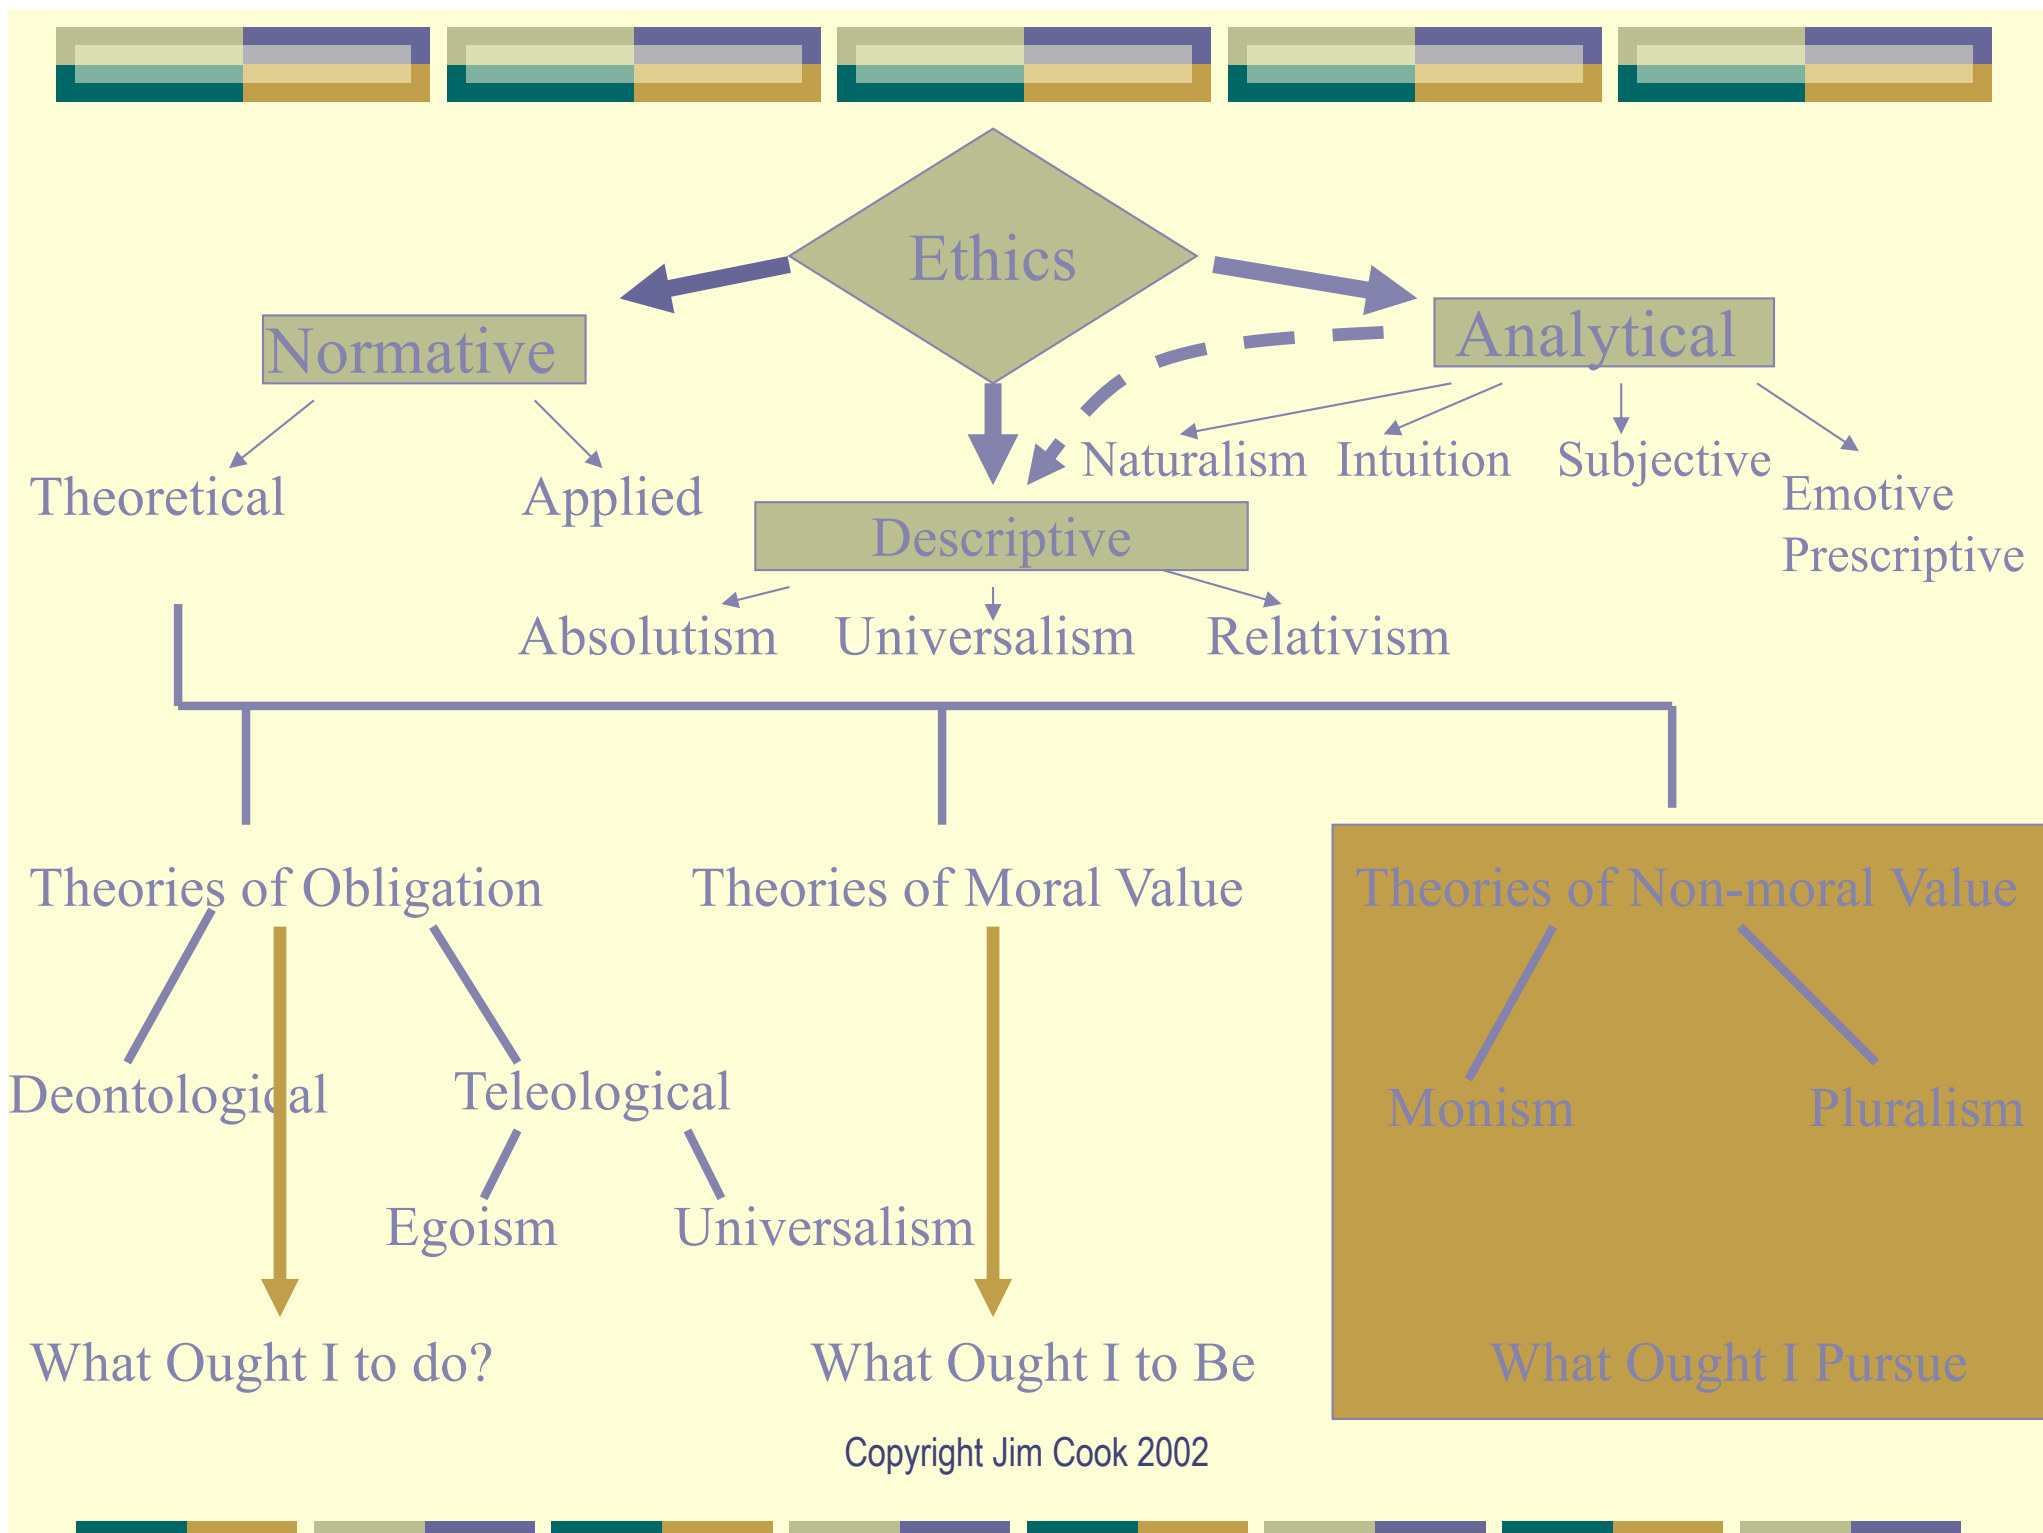 Ethics
Normative
Analytical
Naturalism Intuition Subjective
Emotive
Prescriptive
Theoretical Applied
Descriptive
Absolutism Universalism Relativism
Theories of Obligation Theories of Moral Value Theories of Non-moral Value
Deontological Teleological Monism Pluralism
Egoism Universalism
What Ought I to do? What Ought I to Be What Ought I Pursue
Copyright Jim Cook 2002